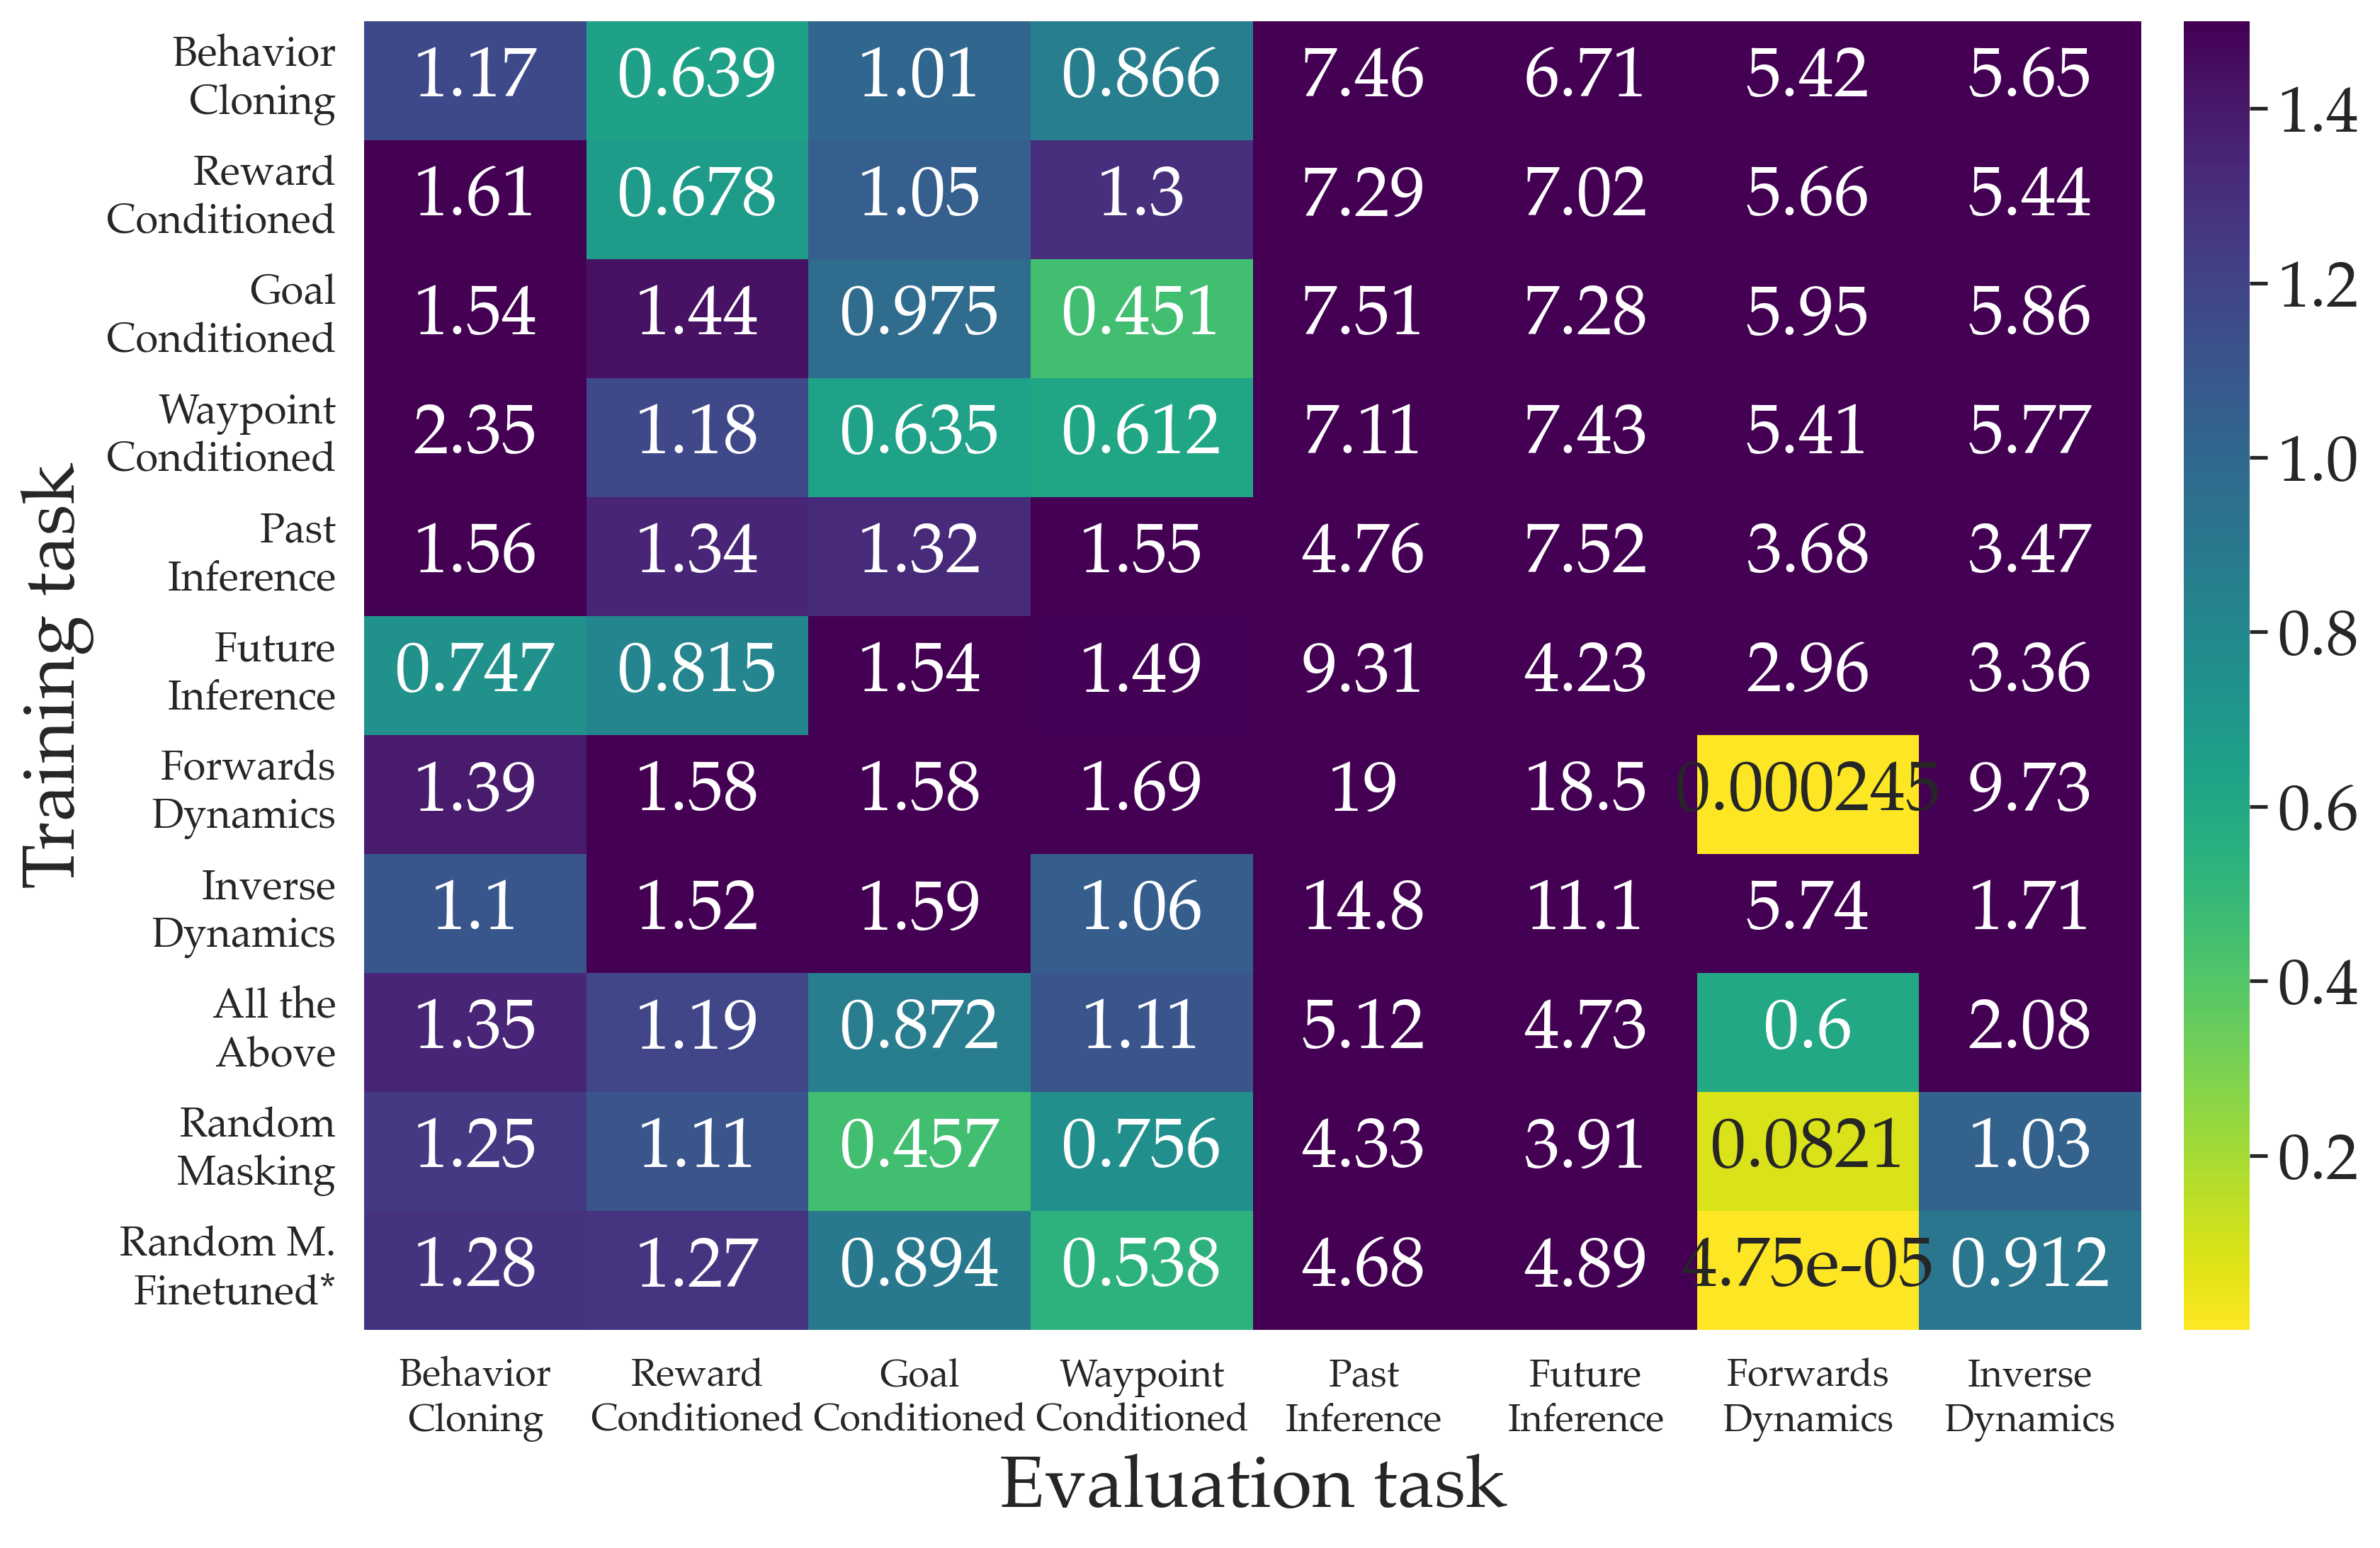 Training task
Behavior
Cloning
1.17 0.639 1.01 0.866 7.46 6.71 5.42 5.65
Reward
Conditioned
1.61 0.678 1.05 1.3 7.29 7.02 5.66 5.44
Goal
Conditioned
1.54 1.44 0.975 0.451 7.51 7.28 5.95 5.86
Waypoint
Conditioned
2.35 1.18 0.635 0.612 7.11 7.43 5.41 5.77
Past
Inference
1.56 1.34 1.32 1.55 4.76 7.52 3.68 3.47
Future
Inference
0.747 0.815 1.54 1.49 9.31 4.23 2.96 3.36
Forwards
Dynamics
1.39 1.58 1.58 1.69 19 18.5 0.000245 9.73
Inverse
Dynamics
1.1 1.52 1.59 1.06 14.8 11.1 5.74 1.71
All the
Above
1.35 1.19 0.872 1.11 5.12 4.73 0.6 2.08
Random
Masking
1.25 1.11 0.457 0.756 4.33 3.91 0.0821 1.03
Random M.
Finetuned*
1.28 1.27 0.894 0.538 4.68 4.89 4.75e-05 0.912
Behavior
Cloning
Reward
Conditioned
Goal
Conditioned
Waypoint
Conditioned
Past
Inference
Future
Inference
Forwards
Dynamics
Inverse
Dynamics
Evaluation task
1.4
1.2
1.0
0.8
0.6
0.4
0.2